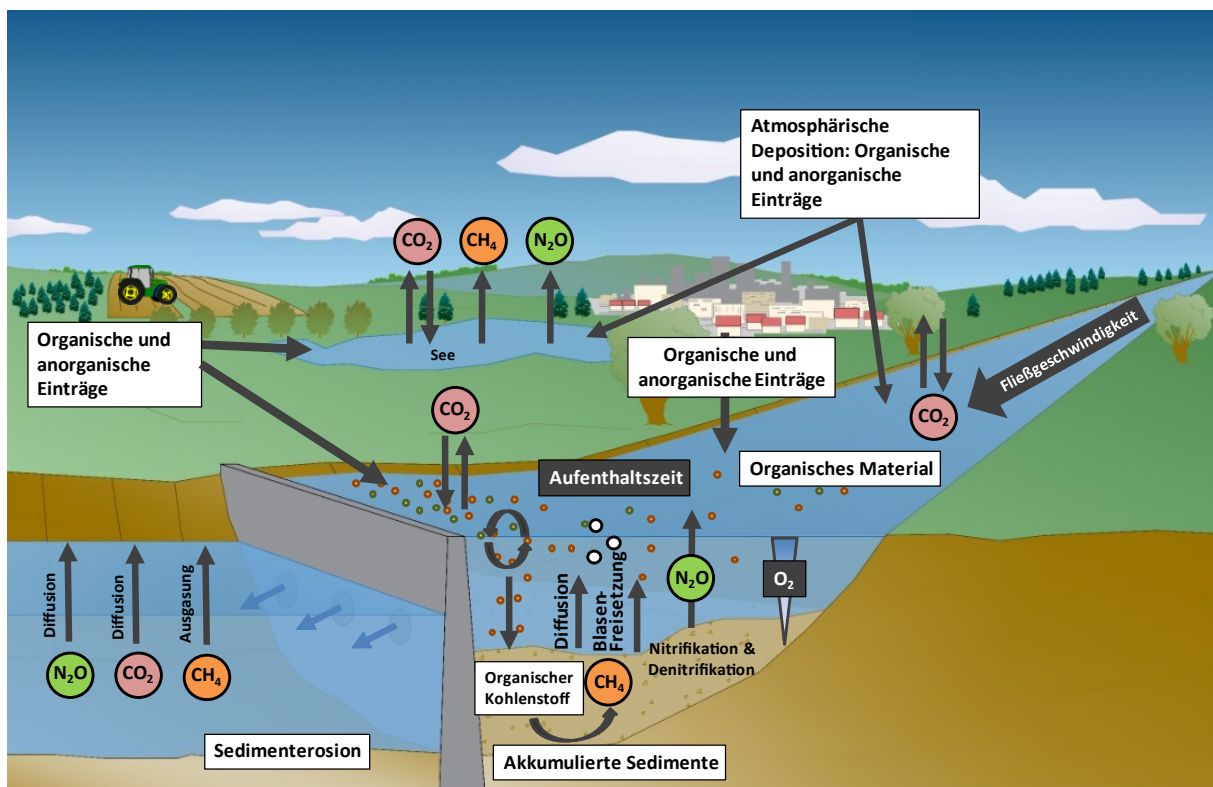 Atmosphärische
Deposition: Organische
und anorganische
Einträge
CO₂
CH₄
N₂O
See
Organische und
anorganische
Einträge
Organische und
anorganische Einträge
Fließgeschwindigkeit
CO₂
CO₂
Organisches Material
Aufenthaltszeit
Diffusion
Diffusion
Ausgasung
N₂O
CO₂
CH₄
Diffusion
Blasen-
Freisetzung
N₂O
O₂
Nitrifikation &
Denitrifikation
Organischer
Kohlenstoff
CH₄
Sedimenterosion
Akkumulierte Sedimente